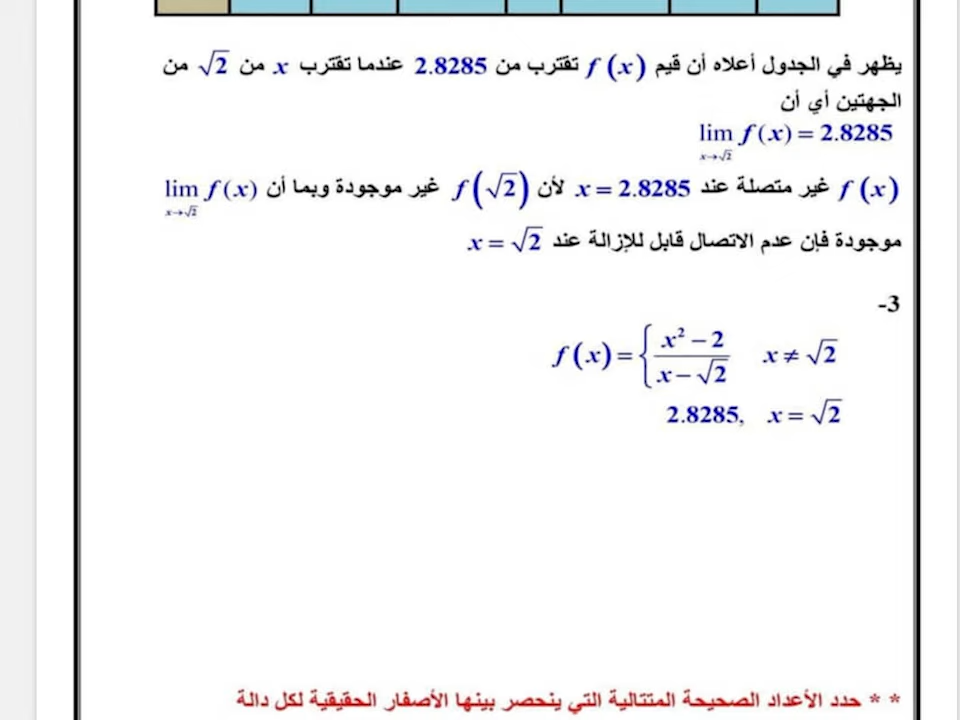 يظهر في الجدول أعلاه أن قيم f (x) تقترب من 2.8285 عندما تقترب x من √2 من
الجهتين أي أن
lim f (x) = 2.8285
x→√2
f (x) غير متصلة عند x = 2.8285 لأن f(√2) غير موجودة وبما أن lim f (x)
x→√2
موجودة فإن عدم الاتصال قابل للإزالة عند x = √2
-3
f (x) = { (x² − 2)/(x − √2) x ≠ √2
2.8285, x = √2
* * حدد الأعداد الصحيحة المتتالية التي ينحصر بينها الأصفار الحقيقية لكل دالة